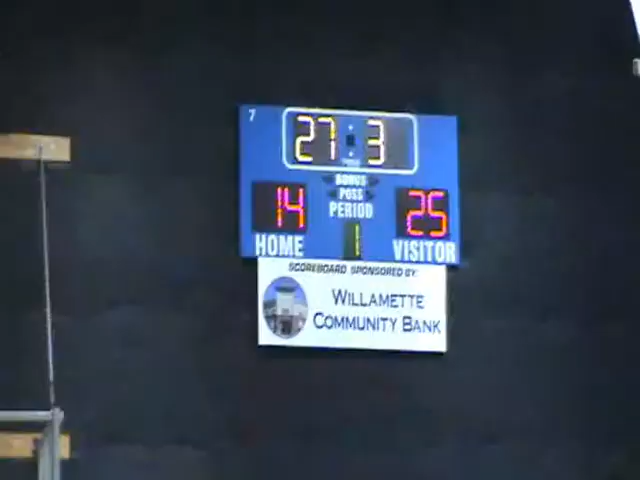 7
27:3
BONUS
POSS
PERIOD
14 1 25
HOME VISITOR
SCOREBOARD SPONSORED BY:
WILLAMETTE
COMMUNITY BANK